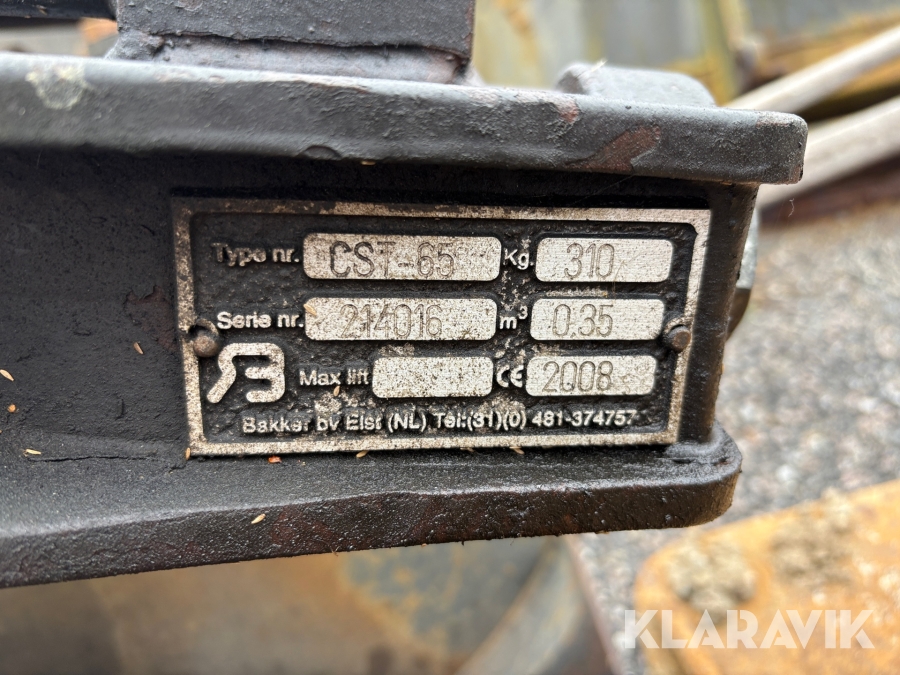 Type nr. CST-65 Kg. 310
Serie nr. 214016 m³ 0.35
Max lift CE 2008
Bakker bv Elst (NL) Tel:(31)(0) 481-374757
KLARAVIK